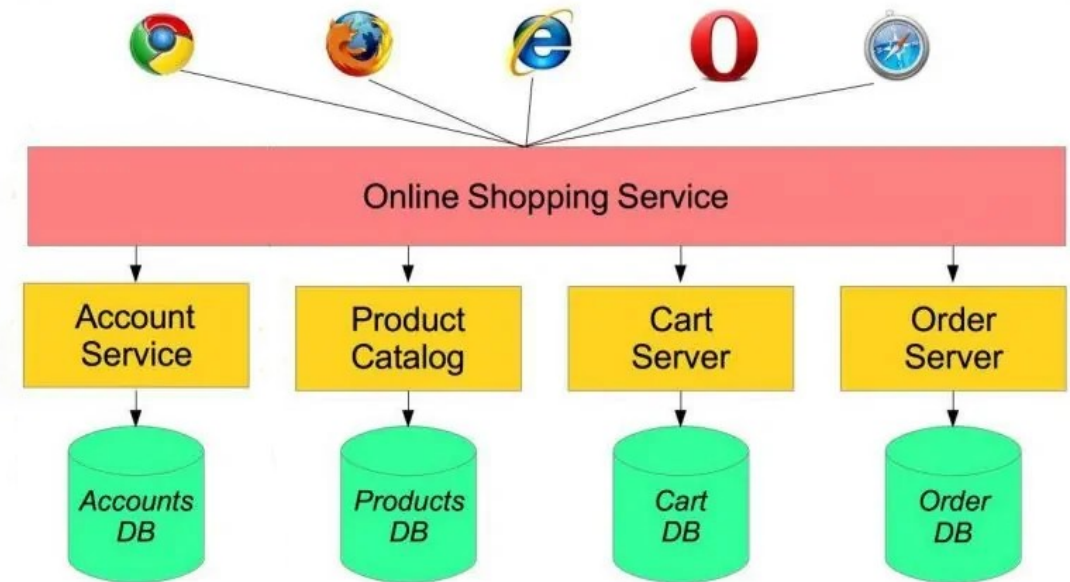 Online Shopping Service
Account
Service
Product
Catalog
Cart
Server
Order
Server
Accounts
DB
Products
DB
Cart
DB
Order
DB